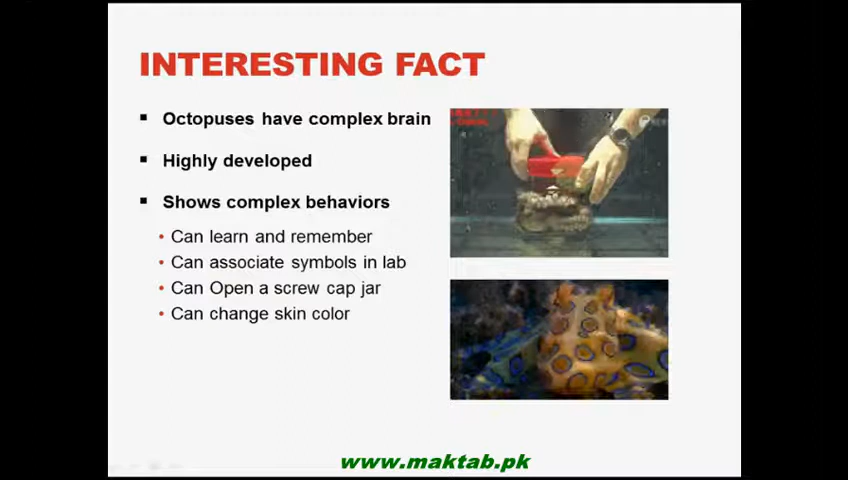 INTERESTING FACT
Octopuses have complex brain
Highly developed
Shows complex behaviors
Can learn and remember
Can associate symbols in lab
Can Open a screw cap jar
Can change skin color
www.maktab.pk